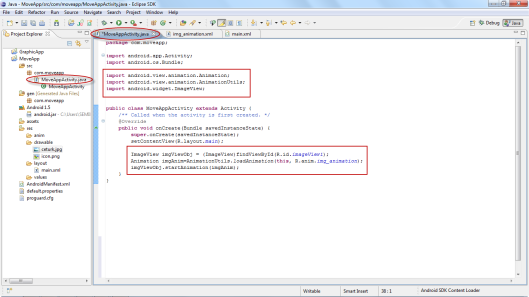 Java - MoveApp/src/com/moveapp/MoveAppActivity.java - Eclipse SDK
File Edit Refactor Run Source Navigate Search Project Window Help
Debug Java
Project Explorer
GraphicApp
MoveApp
src
com.moveapp
MoveAppActivity.java
MoveAppActivity
gen [Generated Java Files]
com.moveapp
Android 1.5
android.jar
assets
res
anim
drawable
icon.png
layout
main.xml
values
AndroidManifest.xml
default.properties
proguard.cfg
*MoveAppActivity.java img_animation.xml main.xml
package com.moveapp;
import android.app.Activity;
import android.os.Bundle;
import android.view.animation.Animation;
import android.view.animation.AnimationUtils;
import android.widget.ImageView;
public class MoveAppActivity extends Activity {
/** Called when the activity is first created. */
@Override
public void onCreate(Bundle savedInstanceState) {
super.onCreate(savedInstanceState);
setContentView(R.layout.main);
ImageView imgViewObj = (ImageView)findViewById(R.id.imageView1);
Animation imgAnim=AnimationUtils.loadAnimation(this, R.anim.img_animation);
imgViewObj.startAnimation(imgAnim);
}
}
Writable Smart Insert 38 : 1 Android SDK Content Loader